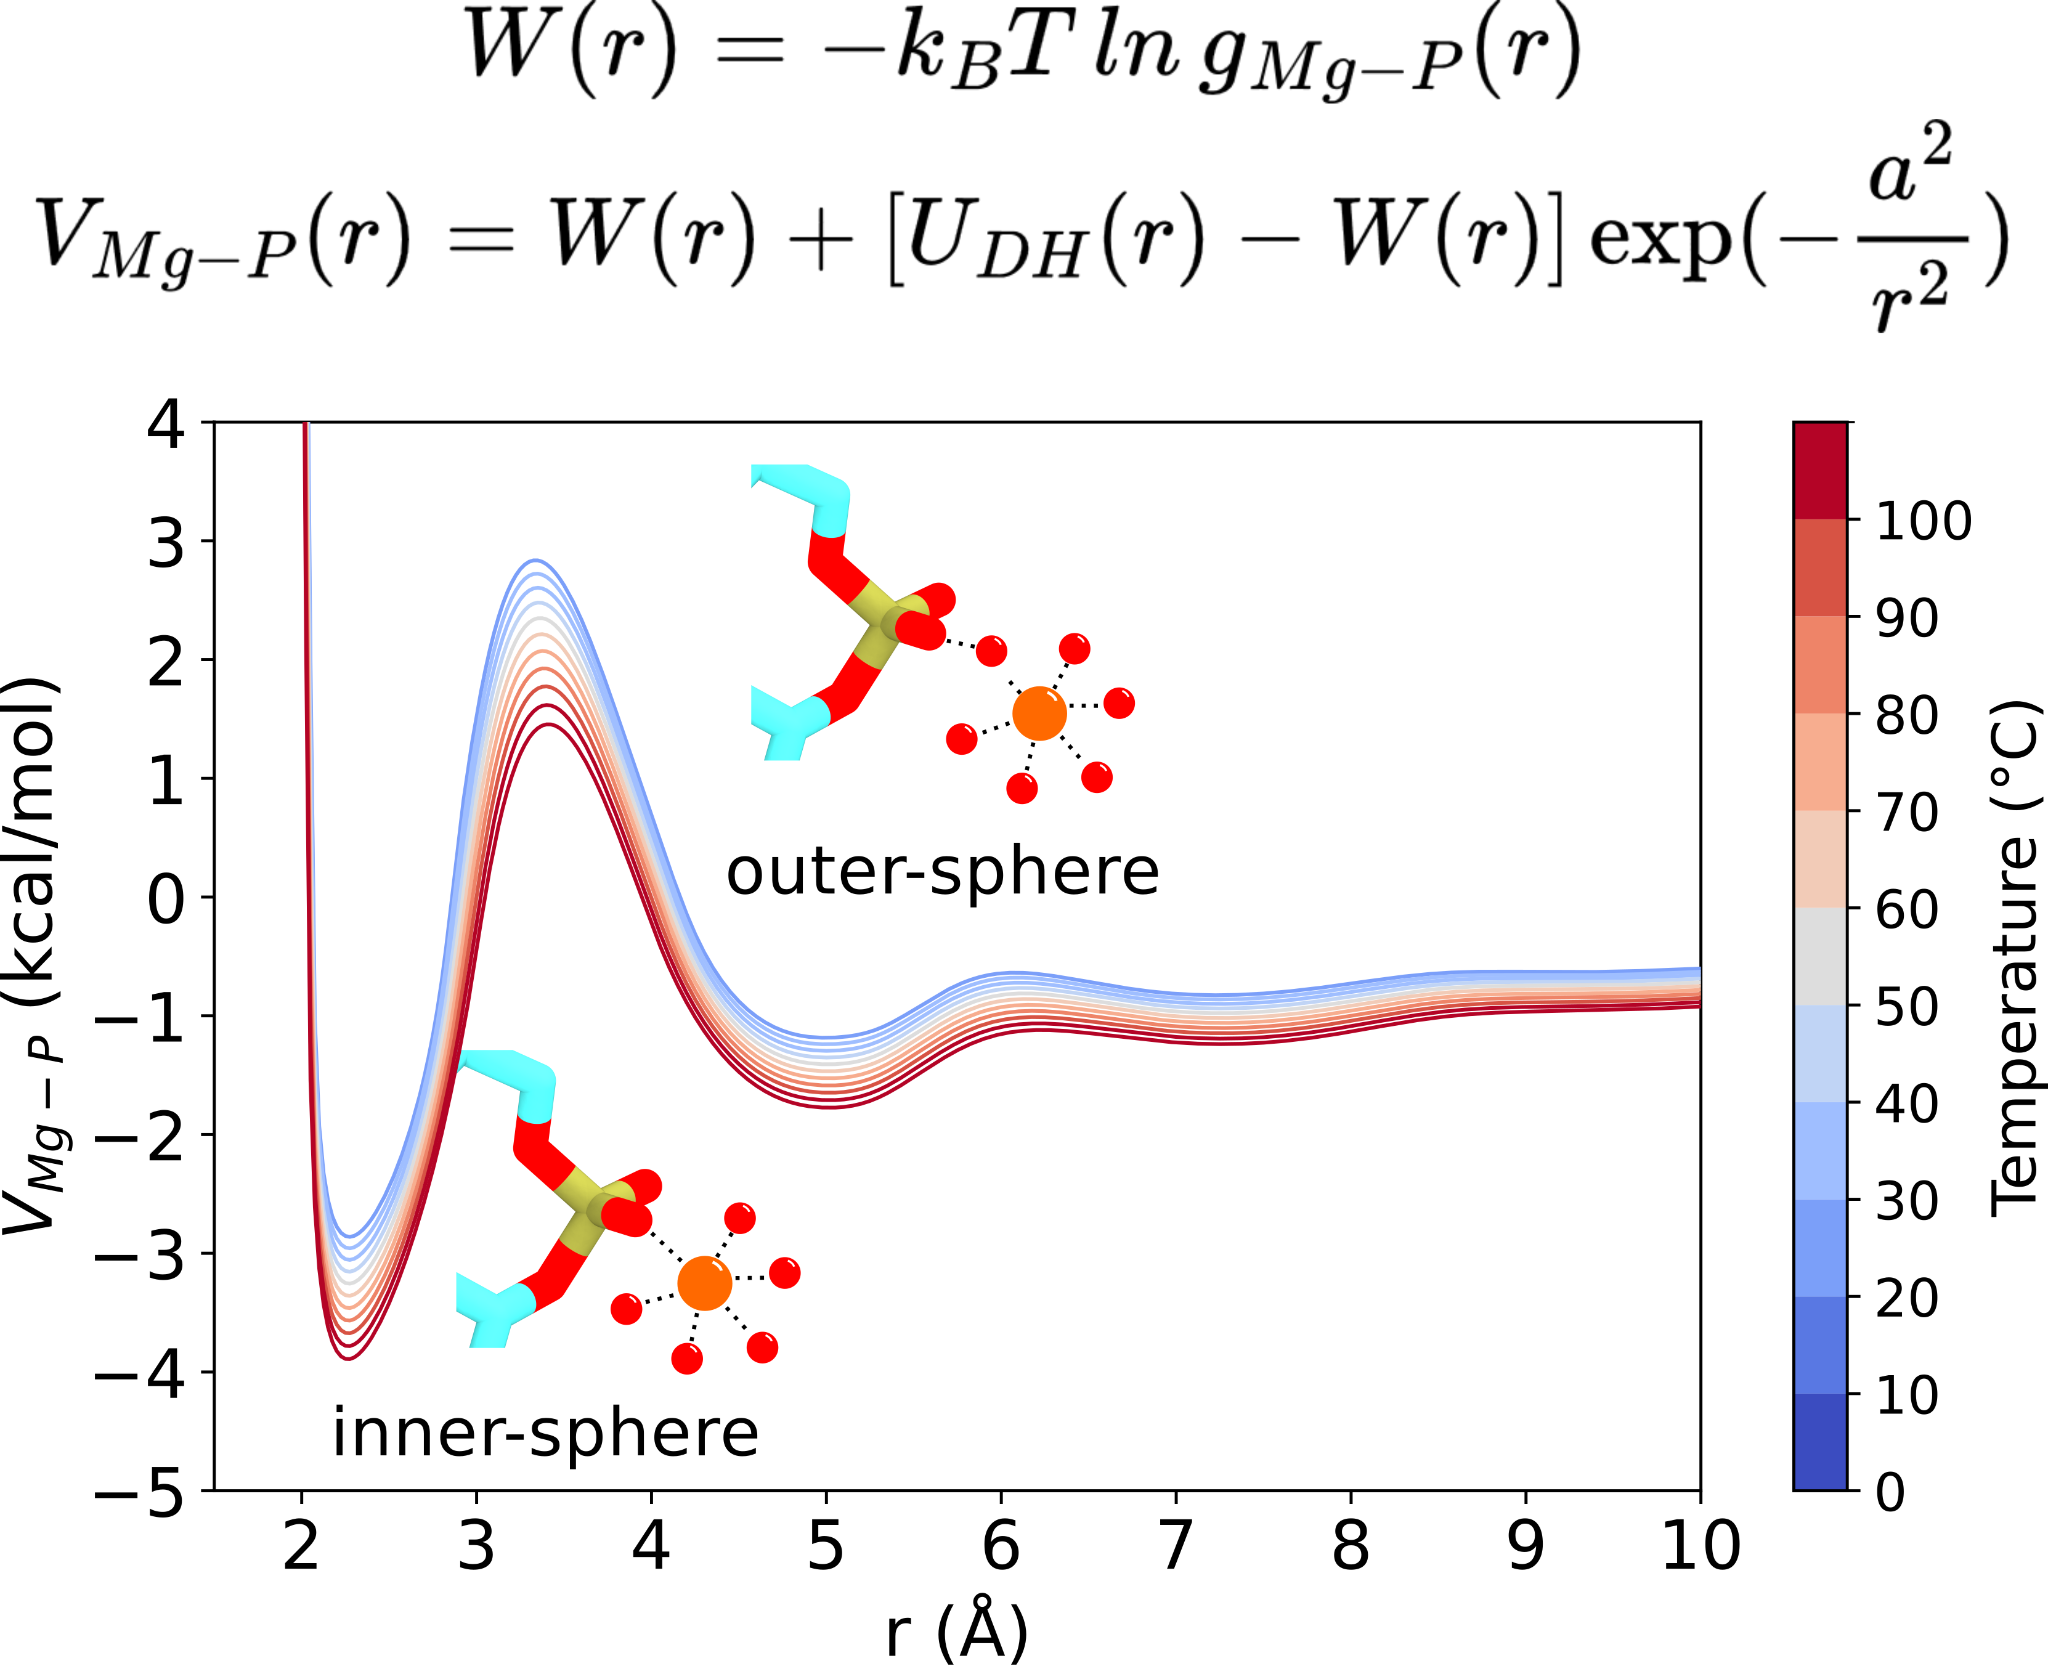 W(r) = −k_BT ln g_{Mg−P}(r)
V_{Mg−P}(r) = W(r) + [U_{DH}(r) − W(r)] exp(−a²/r²)
4
3
2
1
0
−1
−2
−3
−4
−5
V_{Mg−P} (kcal/mol)
outer-sphere
inner-sphere
2 3 4 5 6 7 8 9 10
r (Å)
100
90
80
70
60
50
40
30
20
10
0
Temperature (°C)